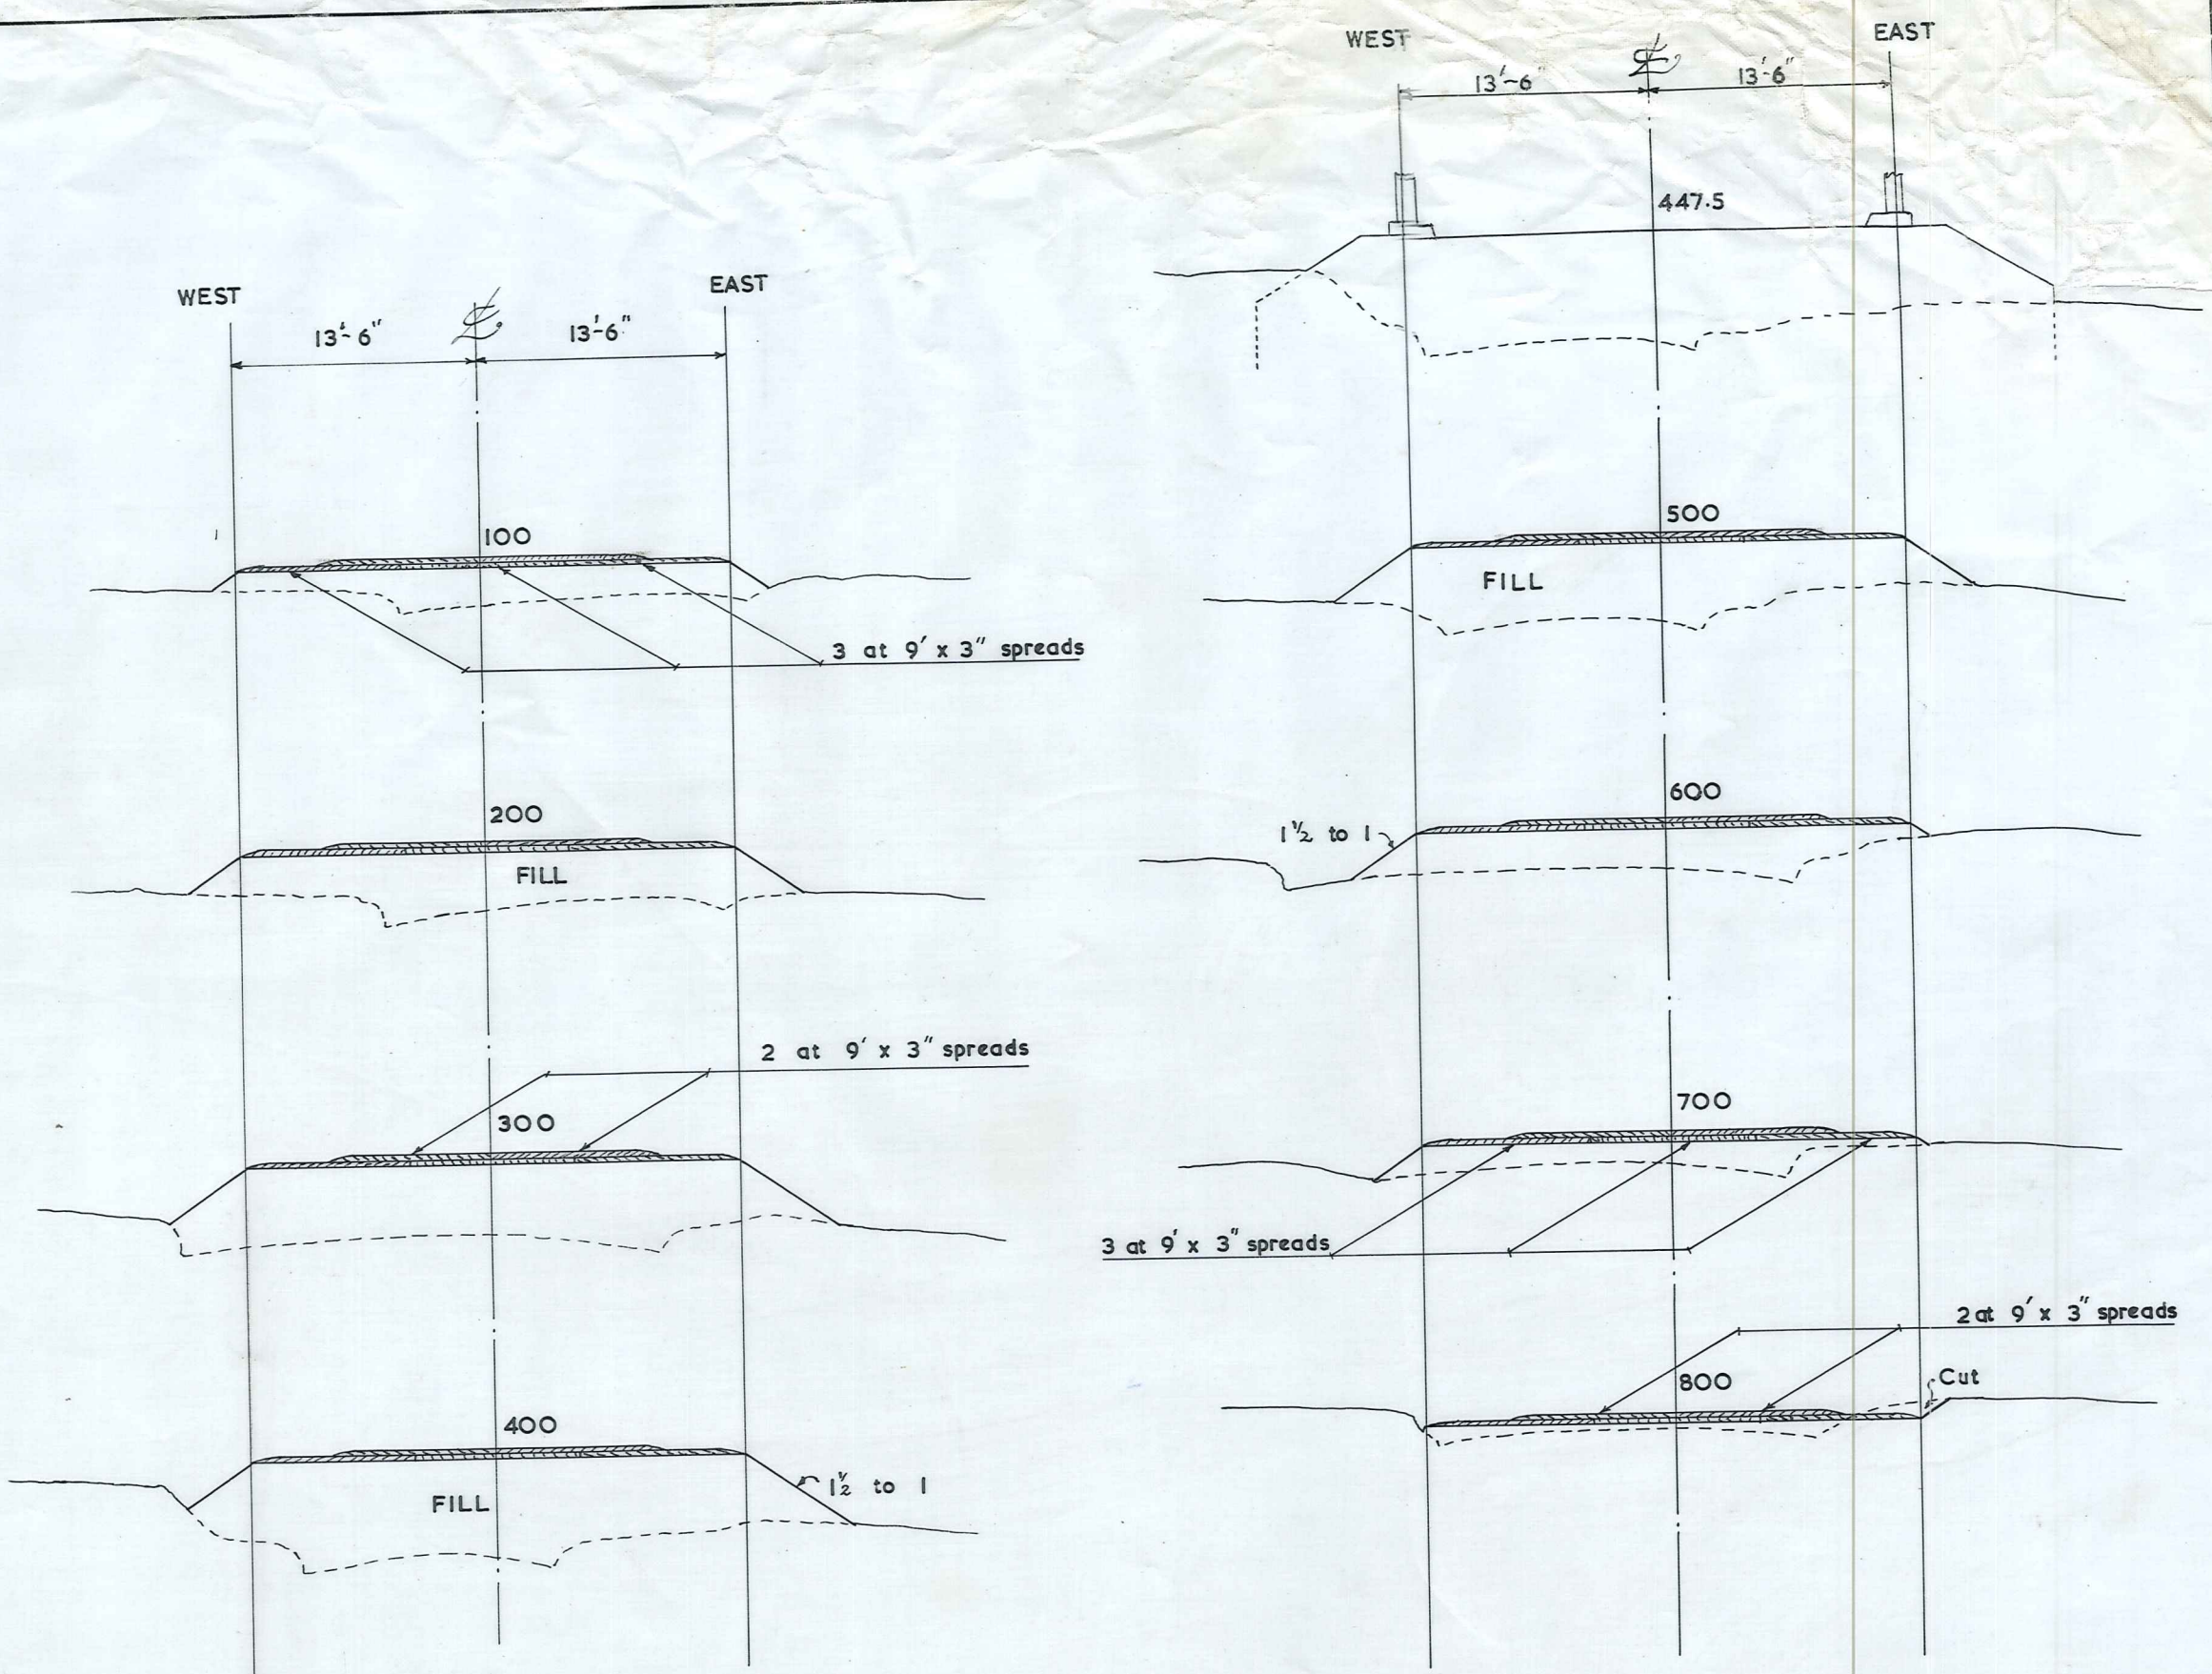 WEST
EAST
13'-6"
℄
13'-6"
100
3 at 9' x 3" spreads
200
FILL
2 at 9' x 3" spreads
300
400
1½ to 1
FILL
WEST
EAST
13'-6"
℄
13'-6"
447.5
500
FILL
600
1½ to 1
700
3 at 9' x 3" spreads
2 at 9' x 3" spreads
800
Cut